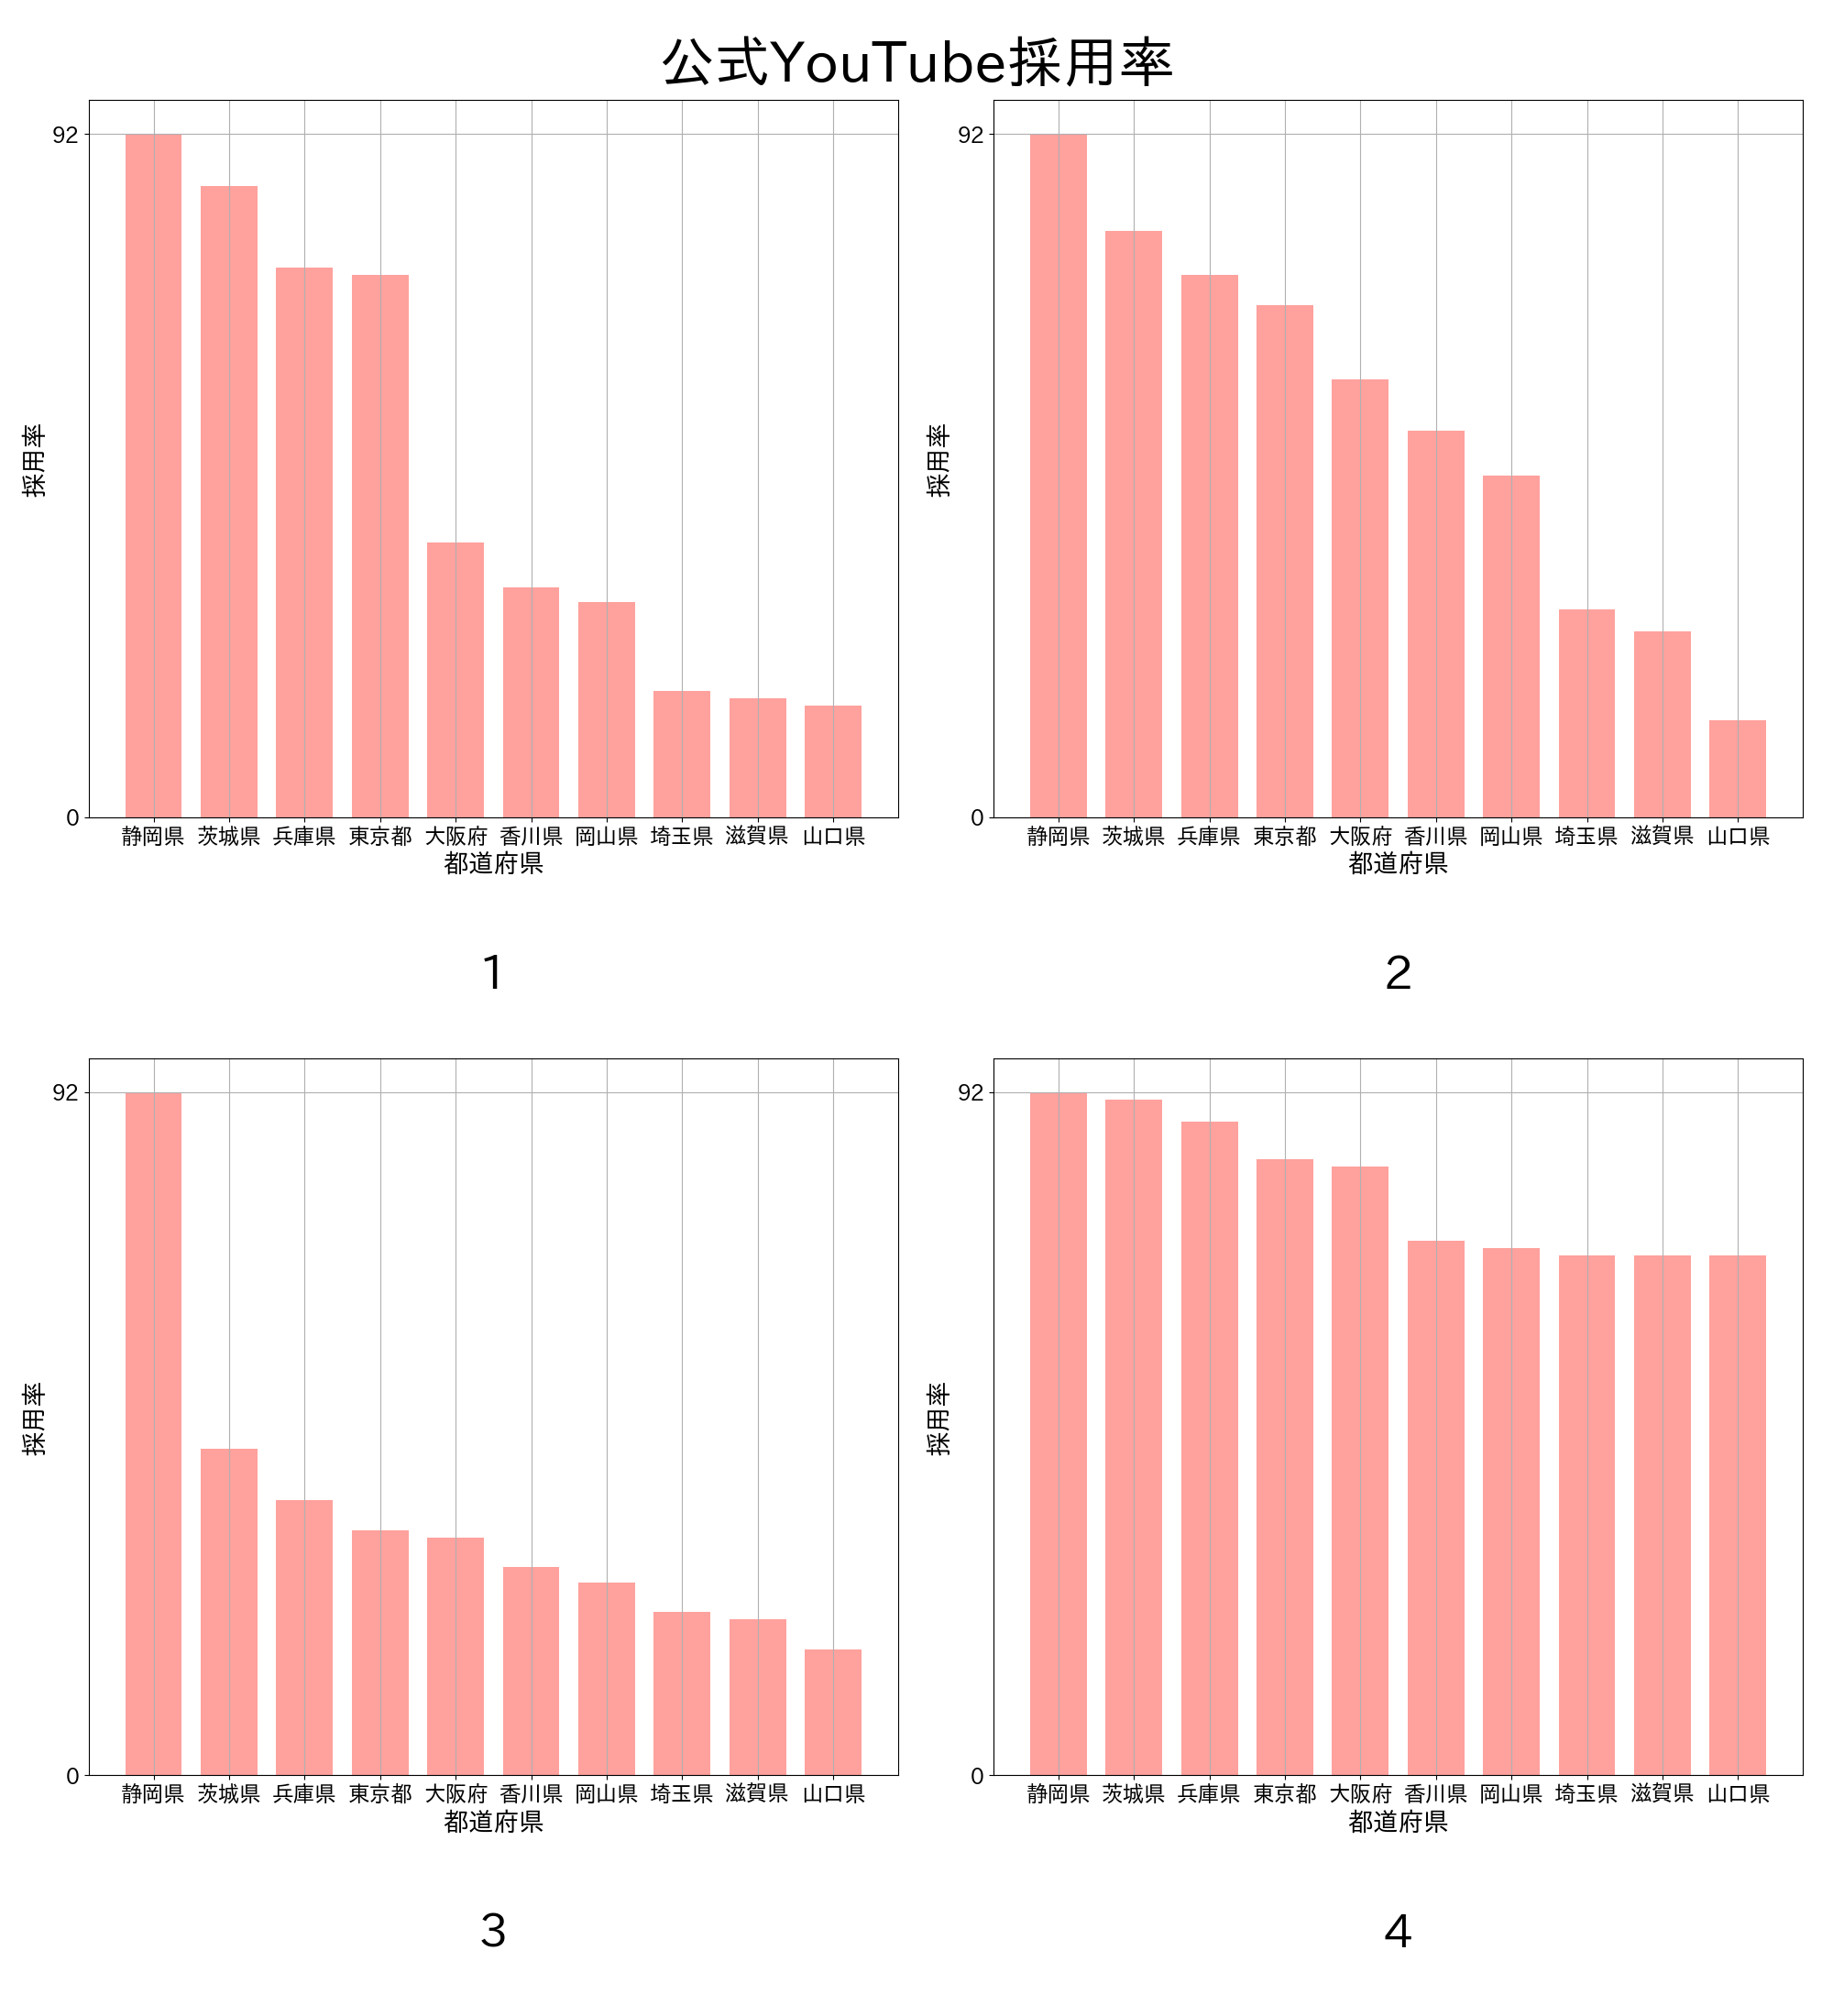 公式YouTube採用率
92
0
採用率
静岡県 茨城県 兵庫県 東京都 大阪府 香川県 岡山県 埼玉県 滋賀県 山口県
都道府県
1
92
0
採用率
静岡県 茨城県 兵庫県 東京都 大阪府 香川県 岡山県 埼玉県 滋賀県 山口県
都道府県
2
92
0
採用率
静岡県 茨城県 兵庫県 東京都 大阪府 香川県 岡山県 埼玉県 滋賀県 山口県
都道府県
3
92
0
採用率
静岡県 茨城県 兵庫県 東京都 大阪府 香川県 岡山県 埼玉県 滋賀県 山口県
都道府県
4